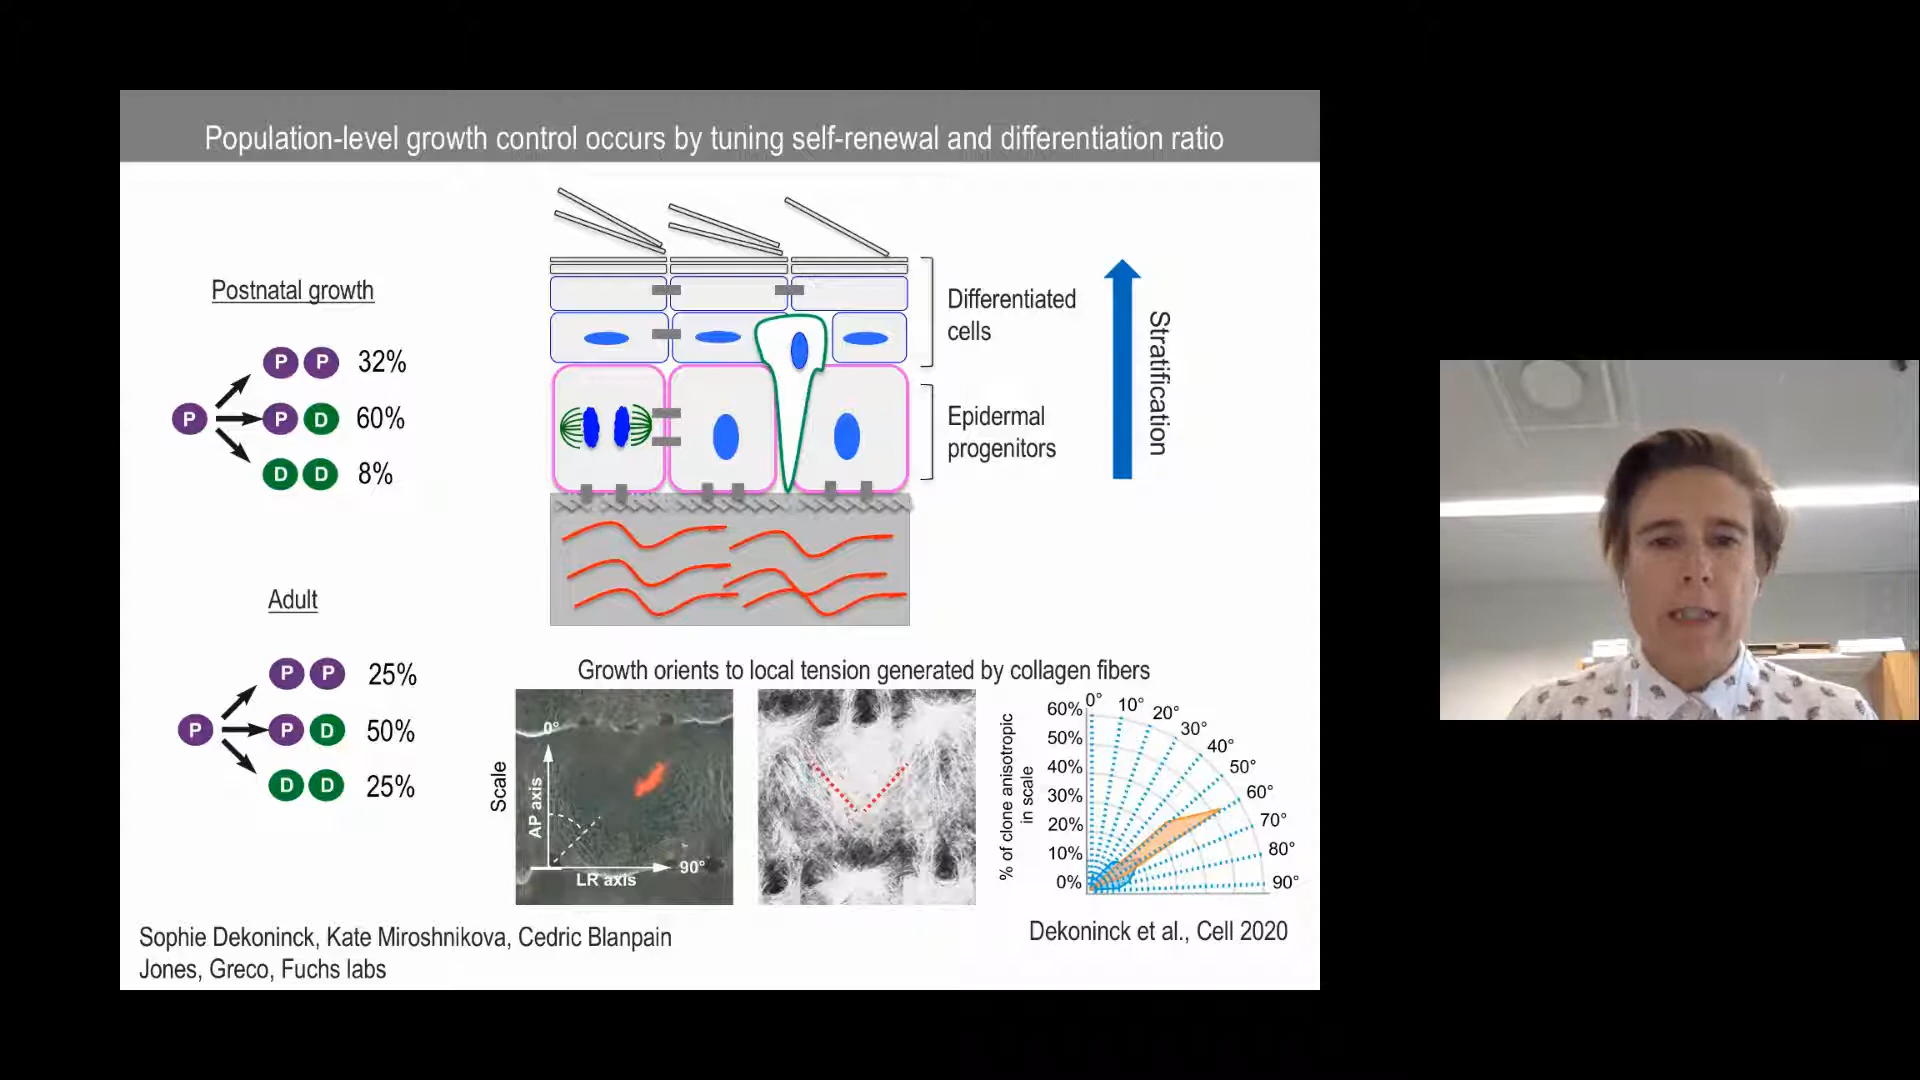 Population-level growth control occurs by tuning self-renewal and differentiation ratio
Postnatal growth
P
P P 32%
P D 60%
D D 8%
Adult
P
P P 25%
P D 50%
D D 25%
Differentiated
cells
Epidermal
progenitors
Stratification
Growth orients to local tension generated by collagen fibers
Scale
0°
AP axis
LR axis
90°
% of clone anisotropic
in scale
60%
50%
40%
30%
20%
10%
0%
0°
10°
20°
30°
40°
50°
60°
70°
80°
90°
Sophie Dekoninck, Kate Miroshnikova, Cedric Blanpain
Jones, Greco, Fuchs labs
Dekoninck et al., Cell 2020